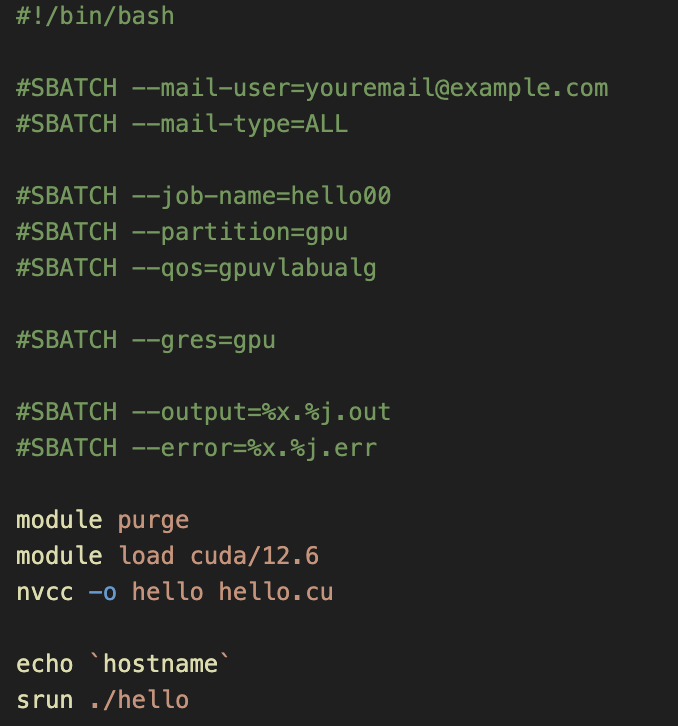 #!/bin/bash
#SBATCH --mail-user=youremail@example.com
#SBATCH --mail-type=ALL
#SBATCH --job-name=hello00
#SBATCH --partition=gpu
#SBATCH --qos=gpuvlabualg
#SBATCH --gres=gpu
#SBATCH --output=%x.%j.out
#SBATCH --error=%x.%j.err
module purge
module load cuda/12.6
nvcc -o hello hello.cu
echo `hostname`
srun ./hello